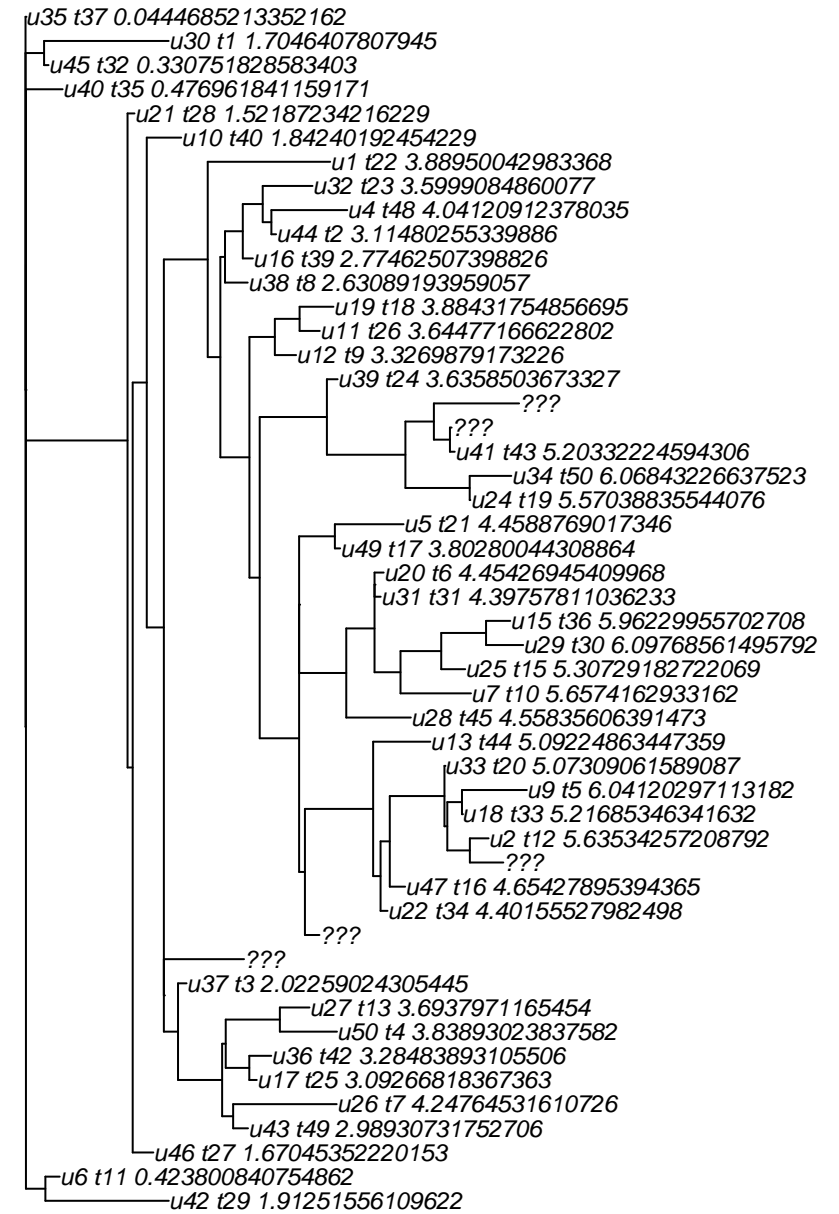 u35 t37 0.0444685213352162
u30 t1 1.7046407807945
u45 t32 0.330751828583403
u40 t35 0.476961841159171
u21 t28 1.52187234216229
u10 t40 1.84240192454229
u1 t22 3.88950042983368
u32 t23 3.5999084860077
u4 t48 4.04120912378035
u44 t2 3.11480255339886
u16 t39 2.77462507398826
u38 t8 2.63089193959057
u19 t18 3.88431754856695
u11 t26 3.64477166622802
u12 t9 3.3269879173226
u39 t24 3.6358503673327
???
???
u41 t43 5.20332224594306
u34 t50 6.06843226637523
u24 t19 5.57038835544076
u5 t21 4.4588769017346
u49 t17 3.80280044308864
u20 t6 4.45426945409968
u31 t31 4.39757811036233
u15 t36 5.96229955702708
u29 t30 6.09768561495792
u25 t15 5.30729182722069
u7 t10 5.6574162933162
u28 t45 4.55835606391473
u13 t44 5.09224863447359
u33 t20 5.07309061589087
u9 t5 6.04120297113182
u18 t33 5.21685346341632
u2 t12 5.63534257208792
???
u47 t16 4.65427895394365
u22 t34 4.40155527982498
???
???
u37 t3 2.02259024305445
u27 t13 3.6937971165454
u50 t4 3.83893023837582
u36 t42 3.28483893105506
u17 t25 3.09266818367363
u26 t7 4.24764531610726
u43 t49 2.98930731752706
u46 t27 1.67045352220153
u6 t11 0.423800840754862
u42 t29 1.91251556109622